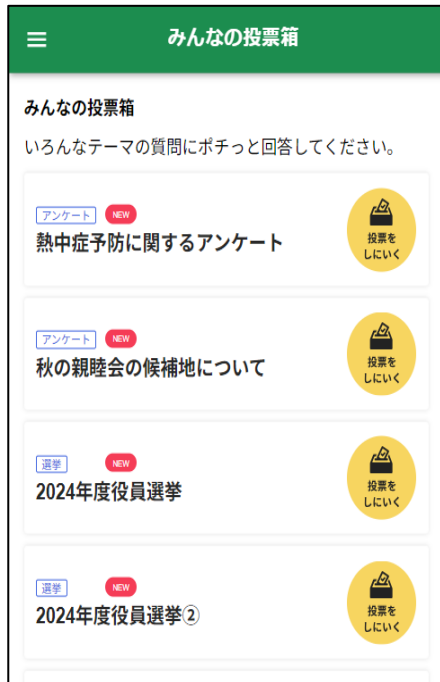 みんなの投票箱
みんなの投票箱
いろんなテーマの質問にポチっと回答してください。
アンケート NEW
熱中症予防に関するアンケート
投票を
しにいく
アンケート NEW
秋の親睦会の候補地について
投票を
しにいく
選挙 NEW
2024年度役員選挙
投票を
しにいく
選挙 NEW
2024年度役員選挙②
投票を
しにいく